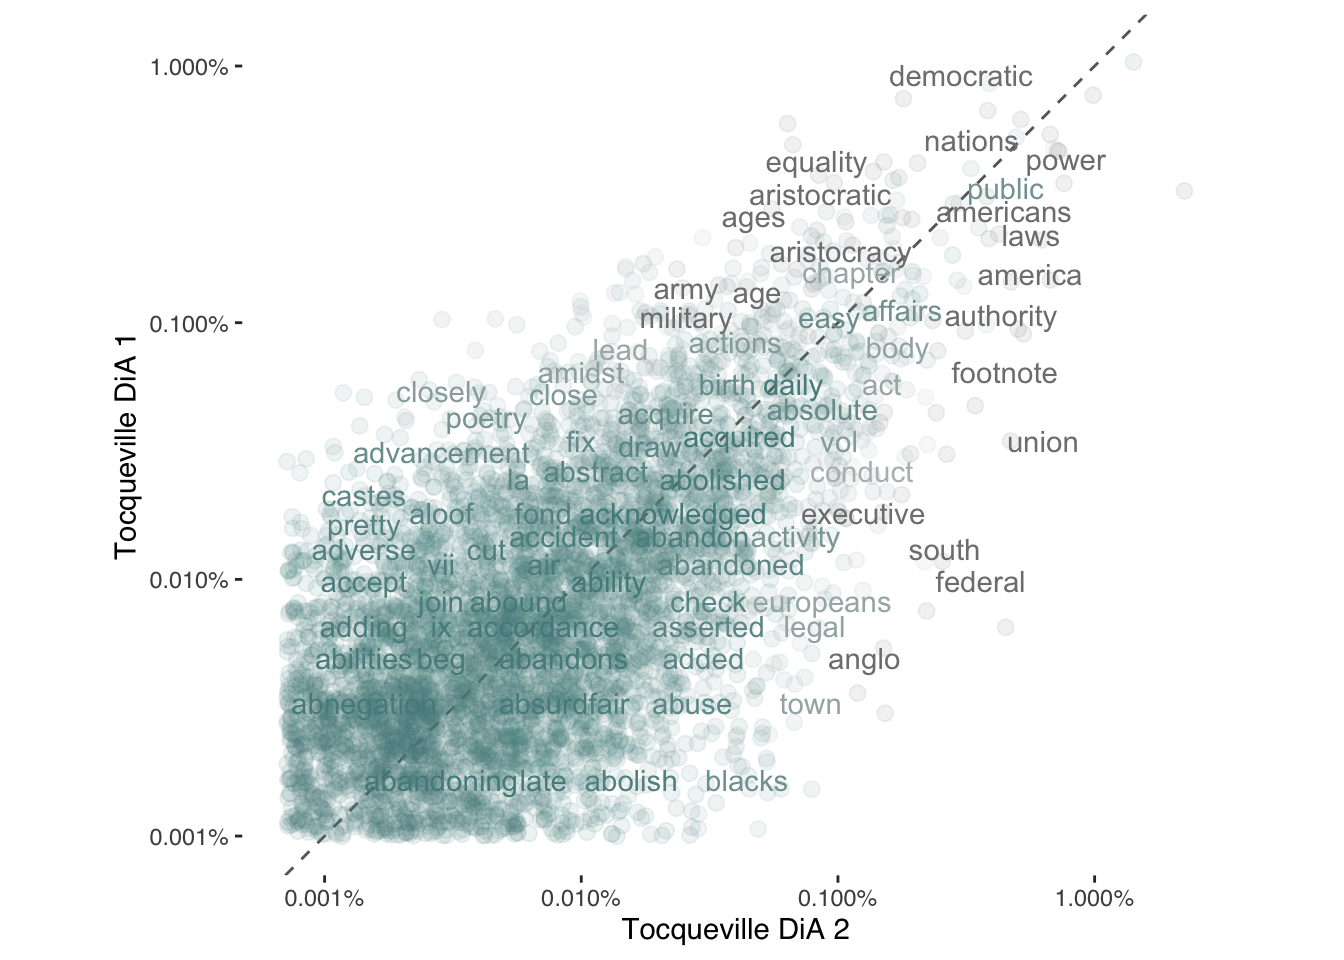 1.000%
democratic
nations
equality
power
aristocratic
public
ages
americans
laws
aristocracy
chapter
america
army
age
military
easy
affairs
authority
0.100%
lead
actions
body
amidst
footnote
closely
close
birth
daily
act
poetry
acquire
absolute
fix
draw
acquired
vol
union
advancement
la
abstract
abolished
conduct
castes
pretty
aloof
fond
acknowledged
executive
accident
abandon
activity
adverse
cut
south
vii
air
abandoned
accept
ability
federal
0.010%
join
abound
check
europeans
adding
ix
accordance
asserted
legal
abilities
beg
abandons
added
anglo
abnegation
absurd
fair
abuse
town
abandoning
late
abolish
blacks
0.001%
0.001%
0.010%
0.100%
1.000%
Tocqueville DiA 2
Tocqueville DiA 1